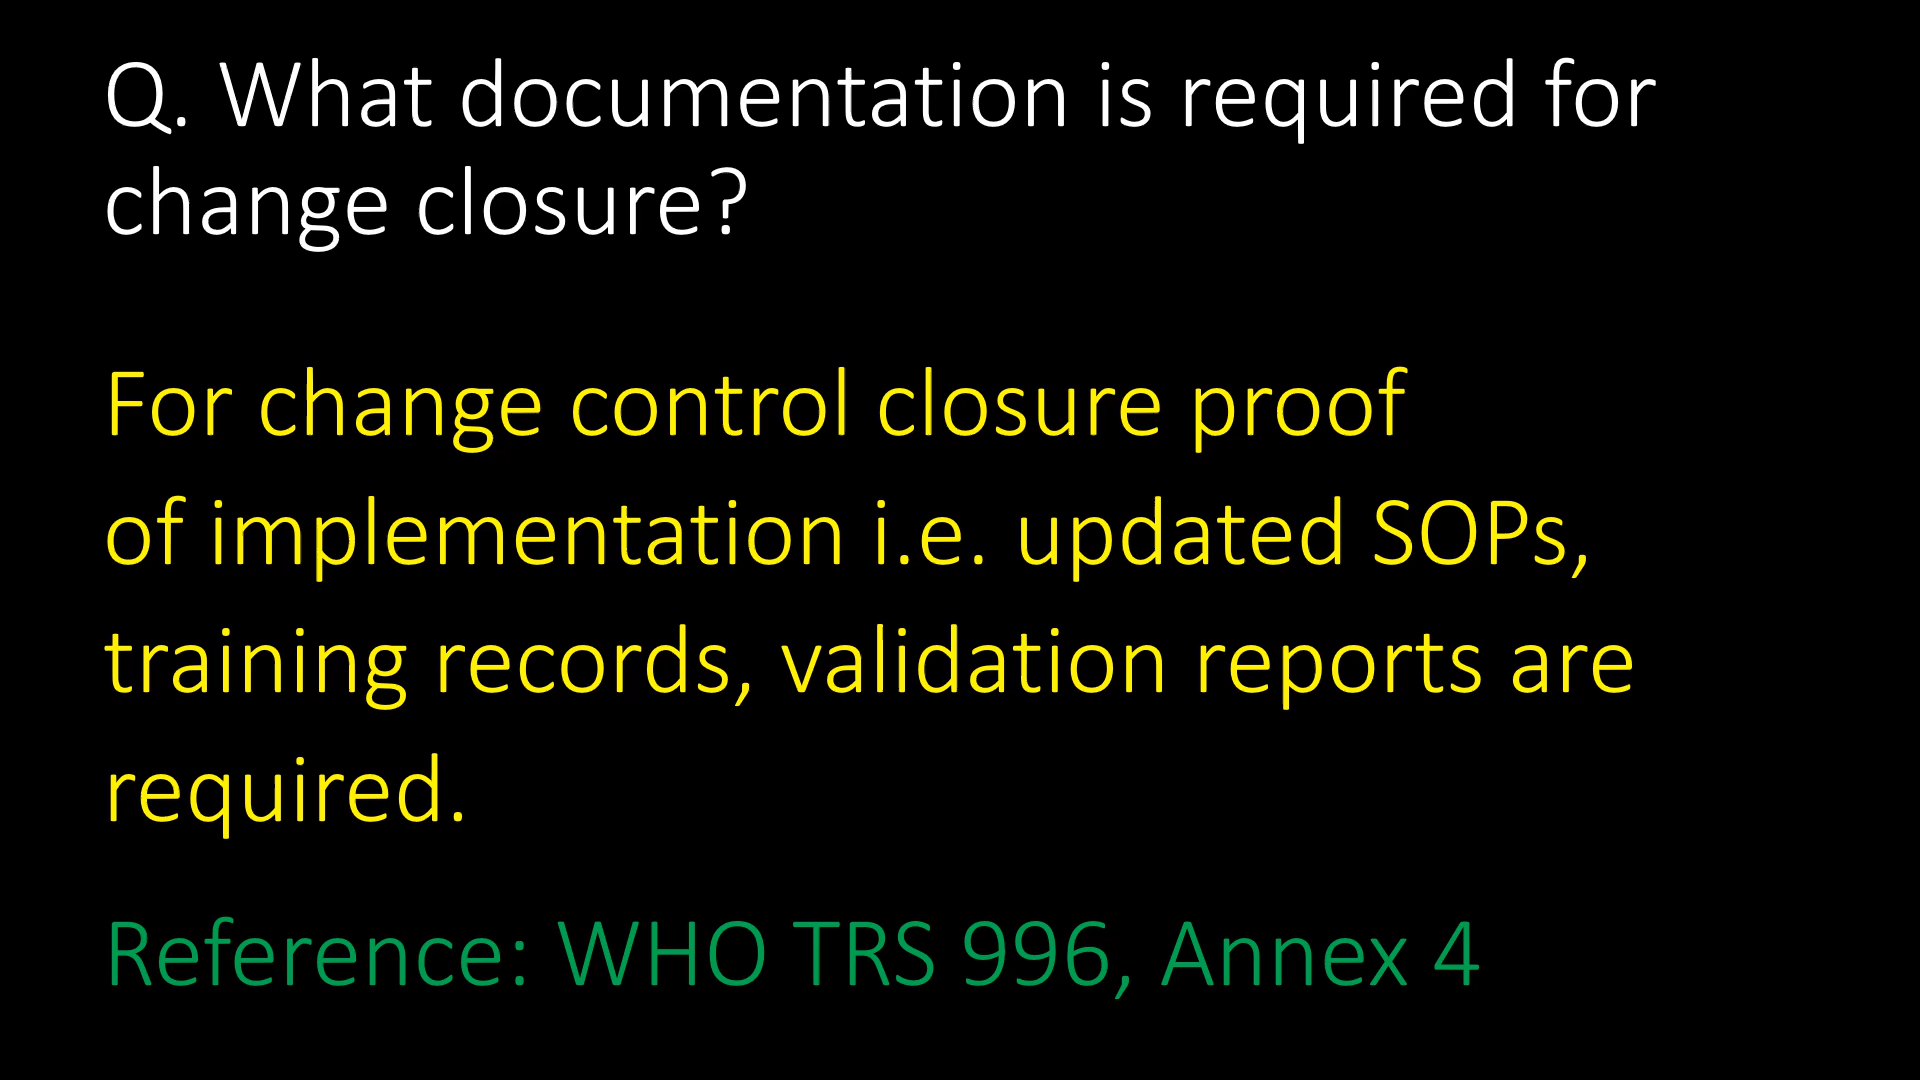 Q. What documentation is required for
change closure?
For change control closure proof
of implementation i.e. updated SOPs,
training records, validation reports are
required.
Reference: WHO TRS 996, Annex 4